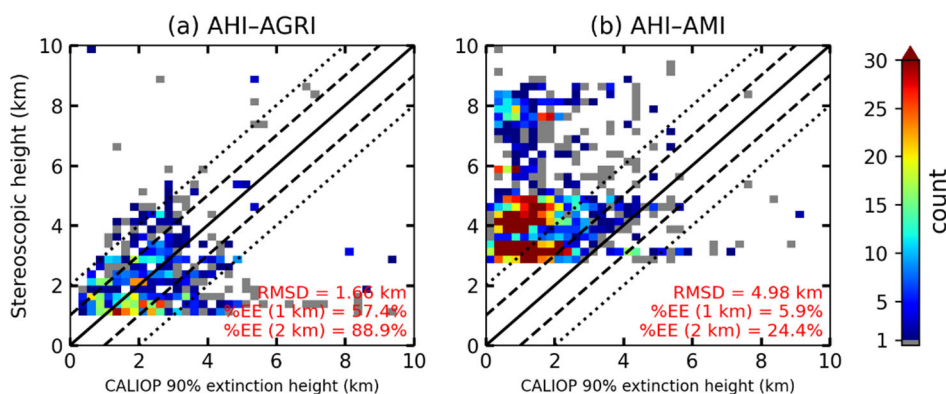 (a) AHI–AGRI
(b) AHI–AMI
Stereoscopic height (km)
10
8
6
4
2
0
0 2 4 6 8 10
CALIOP 90% extinction height (km)
RMSD = 1.66 km
%EE (1 km) = 57.4%
%EE (2 km) = 88.9%
10
8
6
4
2
0
0 2 4 6 8 10
CALIOP 90% extinction height (km)
RMSD = 4.98 km
%EE (1 km) = 5.9%
%EE (2 km) = 24.4%
30
25
20
15
10
5
1
count